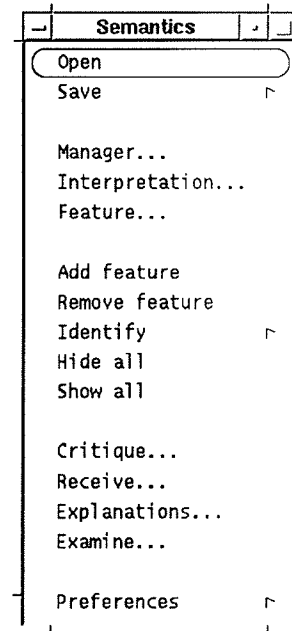 Semantics
Open
Save
Manager...
Interpretation...
Feature...
Add feature
Remove feature
Identify
Hide all
Show all
Critique...
Receive...
Explanations...
Examine...
Preferences